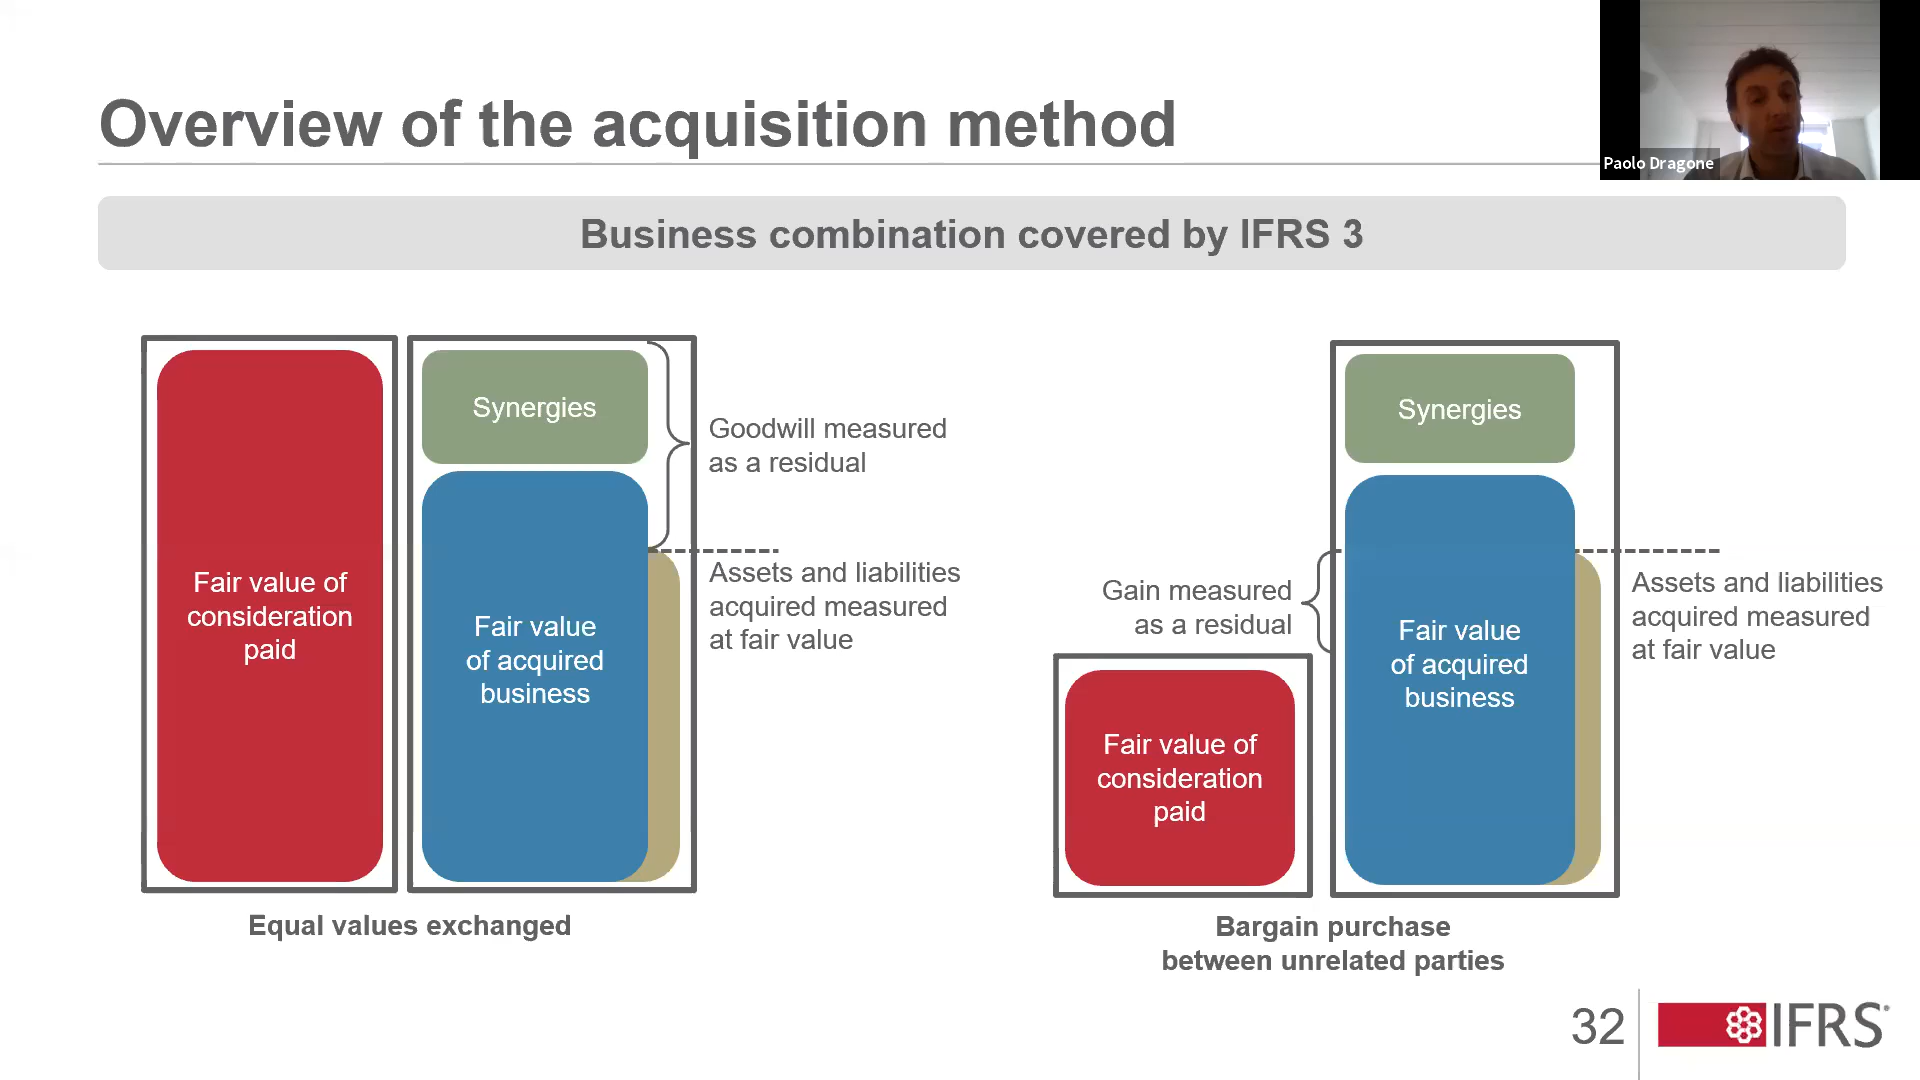 Overview of the acquisition method
Paolo Dragone
Business combination covered by IFRS 3
Fair value of
consideration
paid
Synergies
Fair value
of acquired
business
Goodwill measured
as a residual
Assets and liabilities
acquired measured
at fair value
Equal values exchanged
Gain measured
as a residual
Fair value of
consideration
paid
Synergies
Fair value
of acquired
business
Assets and liabilities
acquired measured
at fair value
Bargain purchase
between unrelated parties
32
IFRS